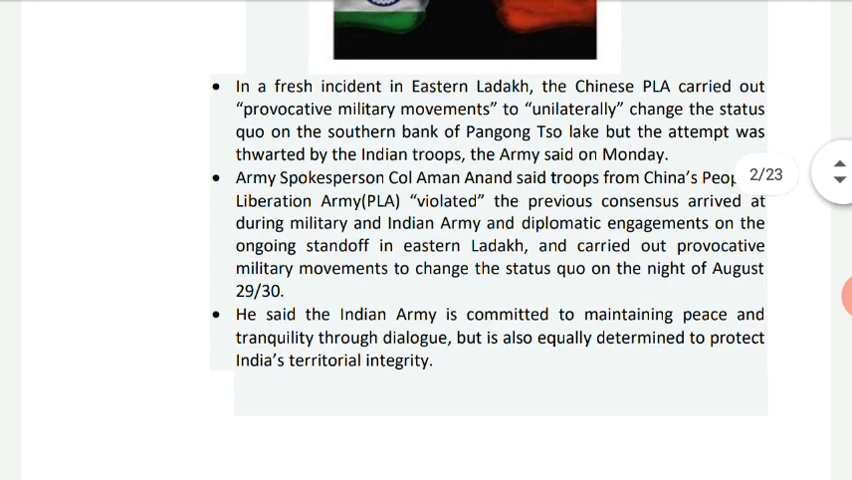 • In a fresh incident in Eastern Ladakh, the Chinese PLA carried out
“provocative military movements” to “unilaterally” change the status
quo on the southern bank of Pangong Tso lake but the attempt was
thwarted by the Indian troops, the Army said on Monday.
2/23
• Army Spokesperson Col Aman Anand said troops from China’s
Liberation Army(PLA) “violated” the previous consensus arrived at
during military and Indian Army and diplomatic engagements on the
ongoing standoff in eastern Ladakh, and carried out provocative
military movements to change the status quo on the night of August
29/30.
• He said the Indian Army is committed to maintaining peace and
tranquility through dialogue, but is also equally determined to protect
India’s territorial integrity.